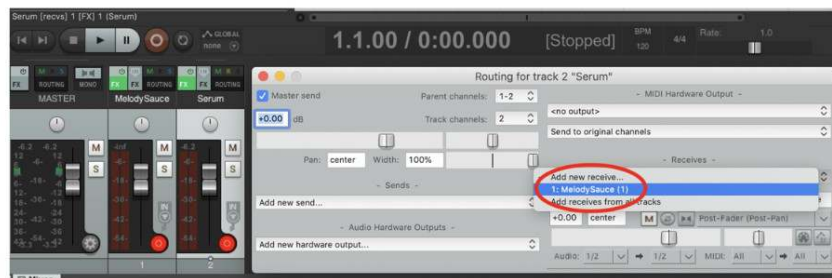 Serum [recvs] 1 [FX] 1 (Serum)
GLOBAL
none
1.1.00 / 0:00.000
[Stopped]
BPM
120
4/4
Rate:
1.0
FX
ROUTING
MONO
FX
ROUTING
FX
ROUTING
MASTER
MelodySauce
Serum
M
S
M
S
M
S
1
2
Routing for track 2 "Serum"
Master send
Parent channels: 1-2
+0.00 dB
Track channels: 2
Pan: center Width: 100%
- Sends -
Add new send...
- Audio Hardware Outputs -
Add new hardware output...
- MIDI Hardware Output -
<no output>
Send to original channels
- Receives -
Add new receive...
1: MelodySauce (1)
Add receives from all tracks
+0.00 center M Post-Fader (Post-Pan)
Audio: 1/2 → 1/2 MIDI: All → All